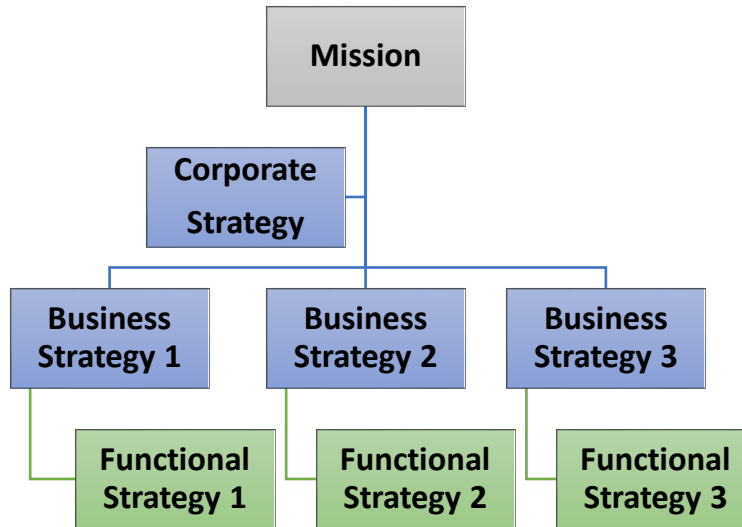 Mission
Corporate
Strategy
Business
Strategy 1
Business
Strategy 2
Business
Strategy 3
Functional
Strategy 1
Functional
Strategy 2
Functional
Strategy 3